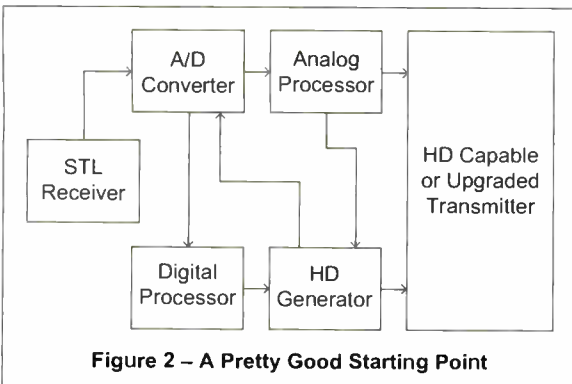 A/D
Converter
Analog
Processor
HD Capable
or Upgraded
Transmitter
STL
Receiver
Digital
Processor
HD
Generator
Figure 2 – A Pretty Good Starting Point